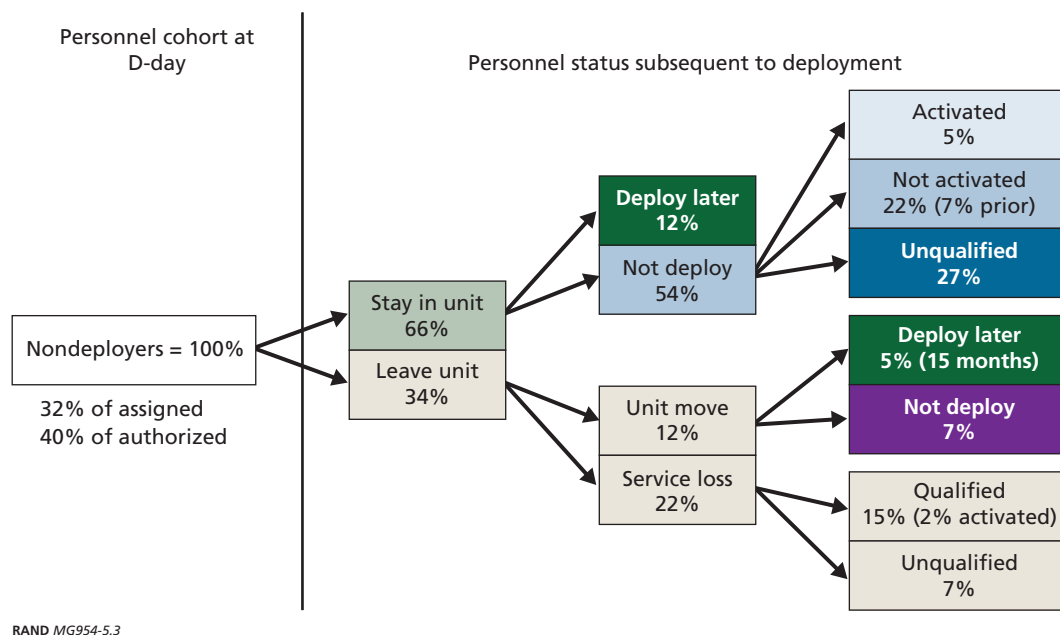 Personnel cohort at
D-day
Personnel status subsequent to deployment
Nondeployers = 100%
32% of assigned
40% of authorized
Stay in unit
66%
Leave unit
34%
Deploy later
12%
Not deploy
54%
Unit move
12%
Service loss
22%
Activated
5%
Not activated
22% (7% prior)
Unqualified
27%
Deploy later
5% (15 months)
Not deploy
7%
Qualified
15% (2% activated)
Unqualified
7%
RAND MG954-5.3